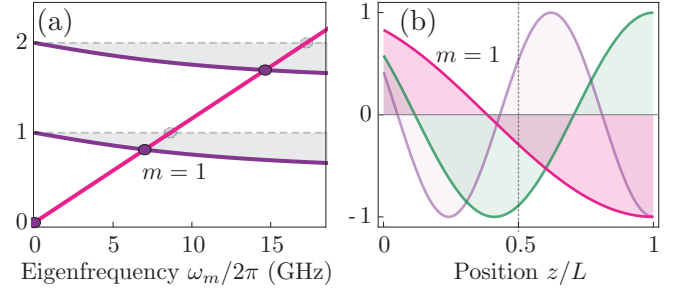 (a)
2
1
0
m = 1
0
5
10
15
Eigenfrequency ω_m/2π (GHz)
(b)
1
0
-1
m = 1
0
0.5
1
Position z/L